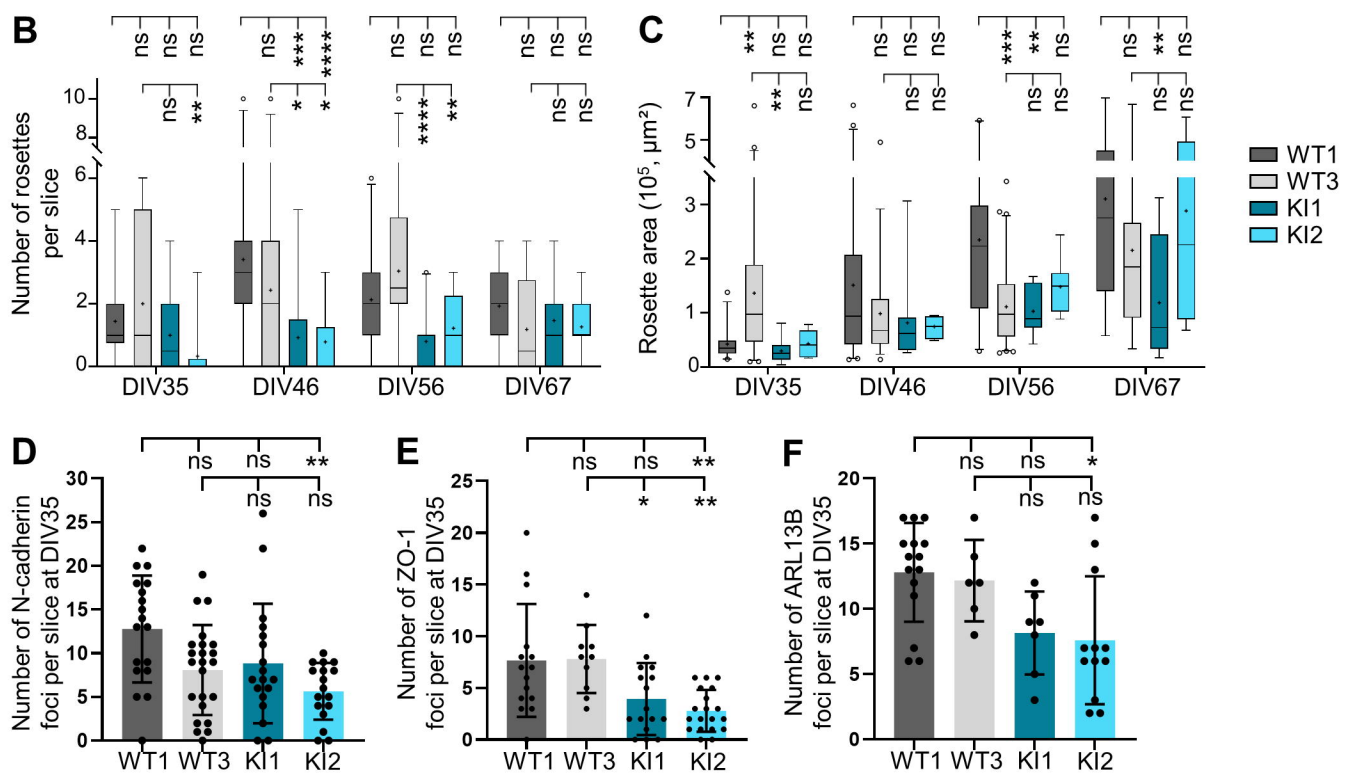 B
ns
ns
ns
ns
***
****
ns
ns
ns
ns
ns
ns
ns
**
*
*
****
**
ns
ns
Number of rosettes
per slice
10
8
6
4
2
0
DIV35
DIV46
DIV56
DIV67
C
**
ns
ns
ns
ns
ns
***
**
ns
ns
**
ns
**
ns
ns
ns
ns
ns
ns
ns
Rosette area (10⁵, µm²)
7
5
3
2
1
0
DIV35
DIV46
DIV56
DIV67
WT1
WT3
KI1
KI2
D
ns
ns
**
ns
ns
Number of N-cadherin
foci per slice at DIV35
30
25
20
15
10
5
0
WT1
WT3
KI1
KI2
E
ns
ns
**
*
**
Number of ZO-1
foci per slice at DIV35
25
20
15
10
5
0
WT1
WT3
KI1
KI2
F
ns
ns
*
ns
ns
Number of ARL13B
foci per slice at DIV35
20
15
10
5
0
WT1
WT3
KI1
KI2